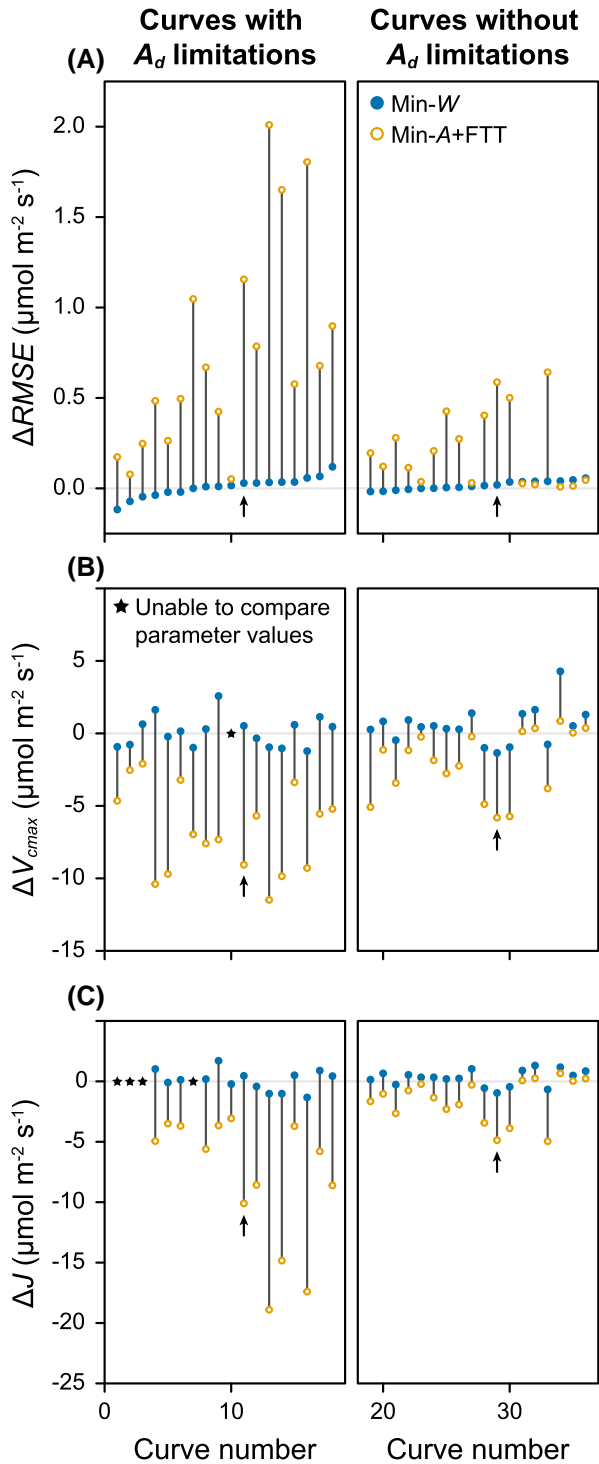 Curves with
A_d limitations
Curves without
A_d limitations
(A)
Min-W
Min-A+FTT
2.0
1.5
1.0
0.5
0.0
ΔRMSE (µmol m⁻² s⁻¹)
(B)
Unable to compare
parameter values
5
0
-5
-10
-15
ΔV_cmax (µmol m⁻² s⁻¹)
(C)
0
-5
-10
-15
-20
-25
ΔJ (µmol m⁻² s⁻¹)
0 10 20 30
Curve number
Curve number